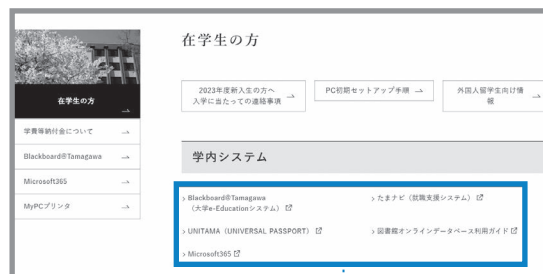 在学生の方
在学生の方
2023年度新入生の方へ
入学に当たっての連絡事項
PC初期セットアップ手順
外国人留学生向け情
報
学費等納付金について
Blackboard@Tamagawa
Microsoft365
MyPCプリンタ
学内システム
Blackboard@Tamagawa
（大学e-Educationシステム）
たまナビ（就職支援システム）
UNITAMA（UNIVERSAL PASSPORT）
図書館オンラインデータベース利用ガイド
Microsoft365